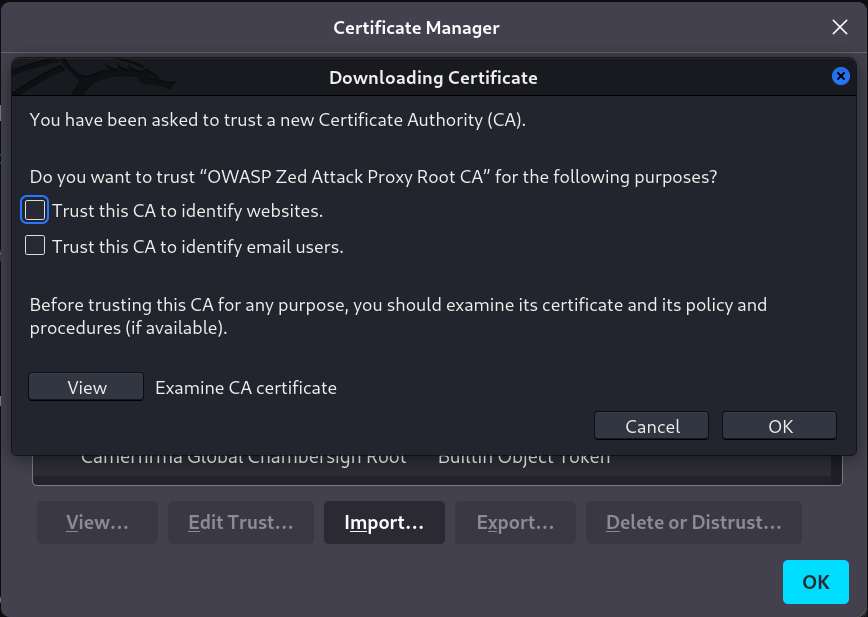 Certificate Manager
Downloading Certificate
You have been asked to trust a new Certificate Authority (CA).
Do you want to trust “OWASP Zed Attack Proxy Root CA” for the following purposes?
Trust this CA to identify websites.
Trust this CA to identify email users.
Before trusting this CA for any purpose, you should examine its certificate and its policy and
procedures (if available).
View Examine CA certificate
Cancel OK
Camerfirma Global Chambersign Root Builtin Object Token
View... Edit Trust... Import... Export... Delete or Distrust...
OK